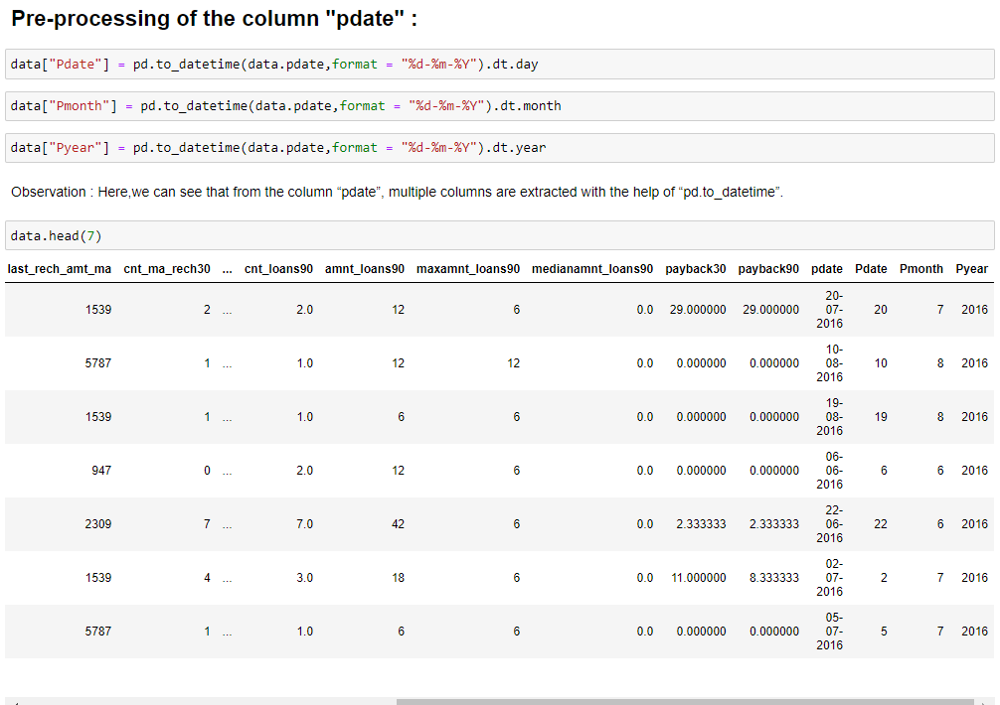 Pre-processing of the column "pdate" :
data["Pdate"] = pd.to_datetime(data.pdate,format = "%d-%m-%Y").dt.day
data["Pmonth"] = pd.to_datetime(data.pdate,format = "%d-%m-%Y").dt.month
data["Pyear"] = pd.to_datetime(data.pdate,format = "%d-%m-%Y").dt.year
Observation : Here,we can see that from the column “pdate”, multiple columns are extracted with the help of “pd.to_datetime”.
data.head(7)
last_rech_amt_ma cnt_ma_rech30 ... cnt_loans90 amnt_loans90 maxamnt_loans90 medianamnt_loans90 payback30 payback90 pdate Pdate Pmonth Pyear
1539 2 ... 2.0 12 6 0.0 29.000000 29.000000 20-07-2016 20 7 2016
5787 1 ... 1.0 12 12 0.0 0.000000 0.000000 10-08-2016 10 8 2016
1539 1 ... 1.0 6 6 0.0 0.000000 0.000000 19-08-2016 19 8 2016
947 0 ... 2.0 12 6 0.0 0.000000 0.000000 06-06-2016 6 6 2016
2309 7 ... 7.0 42 6 0.0 2.333333 2.333333 22-06-2016 22 6 2016
1539 4 ... 3.0 18 6 0.0 11.000000 8.333333 02-07-2016 2 7 2016
5787 1 ... 1.0 6 6 0.0 0.000000 0.000000 05-07-2016 5 7 2016